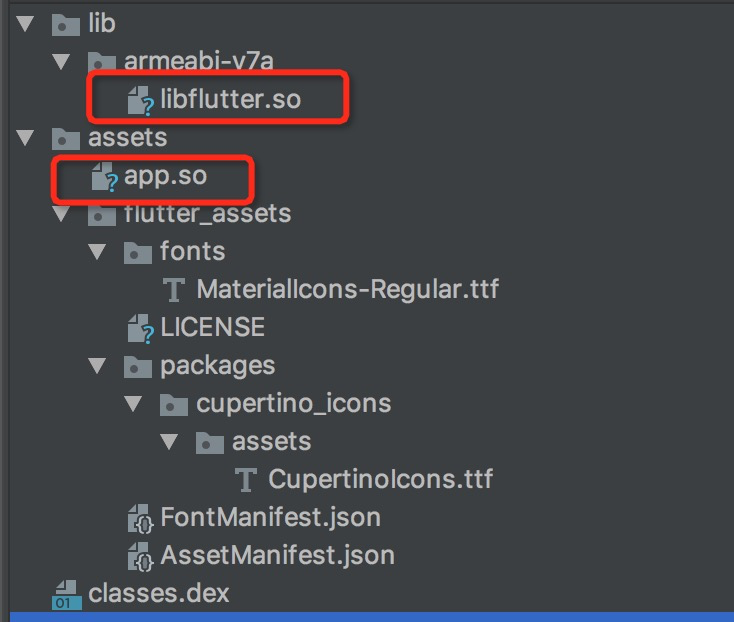 lib
armeabi-v7a
libflutter.so
assets
app.so
flutter_assets
fonts
MaterialIcons-Regular.ttf
LICENSE
packages
cupertino_icons
assets
CupertinoIcons.ttf
FontManifest.json
AssetManifest.json
classes.dex